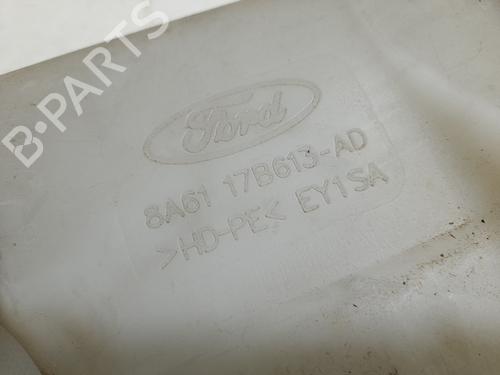 B-PARTS
Ford
8A61 17B613-AD
>HD-PE< EY1SA